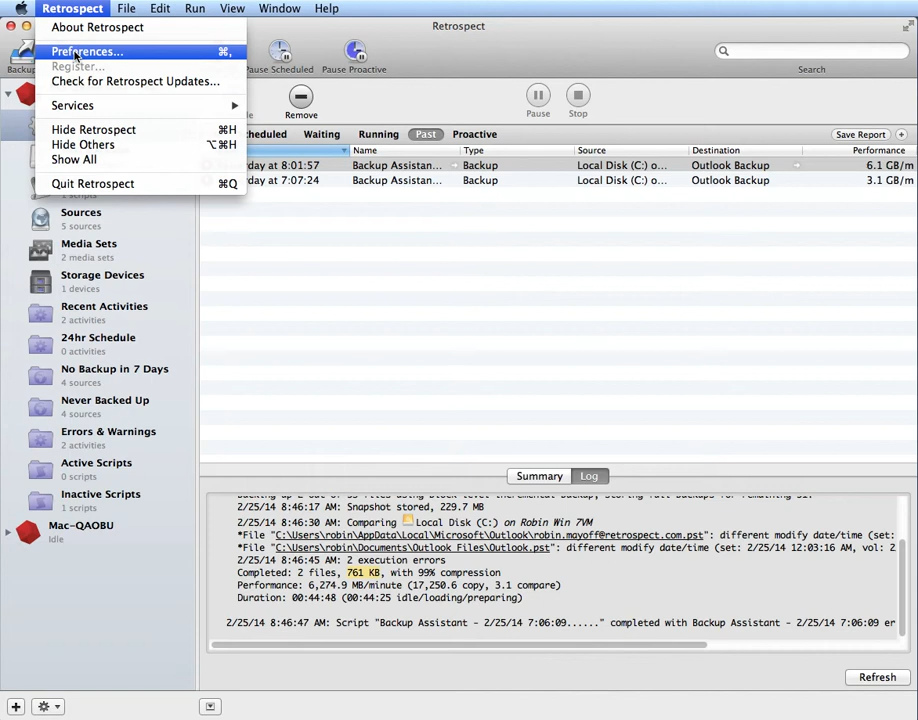 Retrospect File Edit Run View Window Help
About Retrospect
Retrospect
Preferences... ⌘,
Register...
Check for Retrospect Updates...
Services
Hide Retrospect ⌘H
Hide Others ⌥⌘H
Show All
Quit Retrospect ⌘Q
Backup
Pause Scheduled Pause Proactive Search
Remove Pause Stop
Waiting Running Past Proactive Save Report
Name Type Source Destination Performance
day at 8:01:57 Backup Assistan... Backup Local Disk (C:) o... Outlook Backup 6.1 GB/m
day at 7:07:24 Backup Assistan... Backup Local Disk (C:) o... Outlook Backup 3.1 GB/m
Sources
5 sources
Media Sets
2 media sets
Storage Devices
1 devices
Recent Activities
2 activities
24hr Schedule
0 activities
No Backup in 7 Days
4 sources
Never Backed Up
4 sources
Errors & Warnings
2 activities
Active Scripts
0 scripts
Inactive Scripts
1 scripts
Mac-QAOBU
Idle
Summary Log
2/25/14 8:46:17 AM: Snapshot stored, 229.7 MB
2/25/14 8:46:30 AM: Comparing Local Disk (C:) on Robin Win 7VM
*File "C:\Users\robin\AppData\Local\Microsoft\Outlook\robin.mayoff@retrospect.com.pst": different modify date/time (set:
*File "C:\Users\robin\Documents\Outlook Files\Outlook.pst": different modify date/time (set: 2/25/14 12:03:16 AM, vol: 2
2/25/14 8:46:45 AM: 2 execution errors
Completed: 2 files, 761 KB, with 99% compression
Performance: 6,274.9 MB/minute (17,250.6 copy, 3.1 compare)
Duration: 00:44:48 (00:44:25 idle/loading/preparing)
2/25/14 8:46:47 AM: Script "Backup Assistant - 2/25/14 7:06:09......" completed with Backup Assistant - 2/25/14 7:06:09 er
Refresh